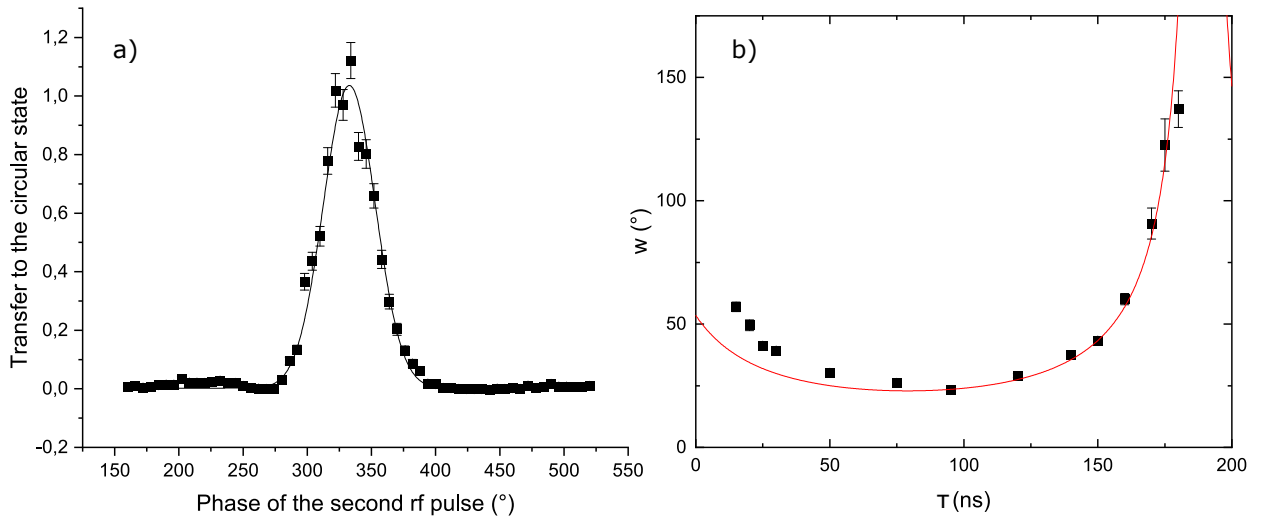 a)
Transfer to the circular state
1,2
1,0
0,8
0,6
0,4
0,2
0,0
-0,2
150 200 250 300 350 400 450 500 550
Phase of the second rf pulse (°)
b)
w (°)
150
100
50
0
0 50 100 150 200
τ (ns)